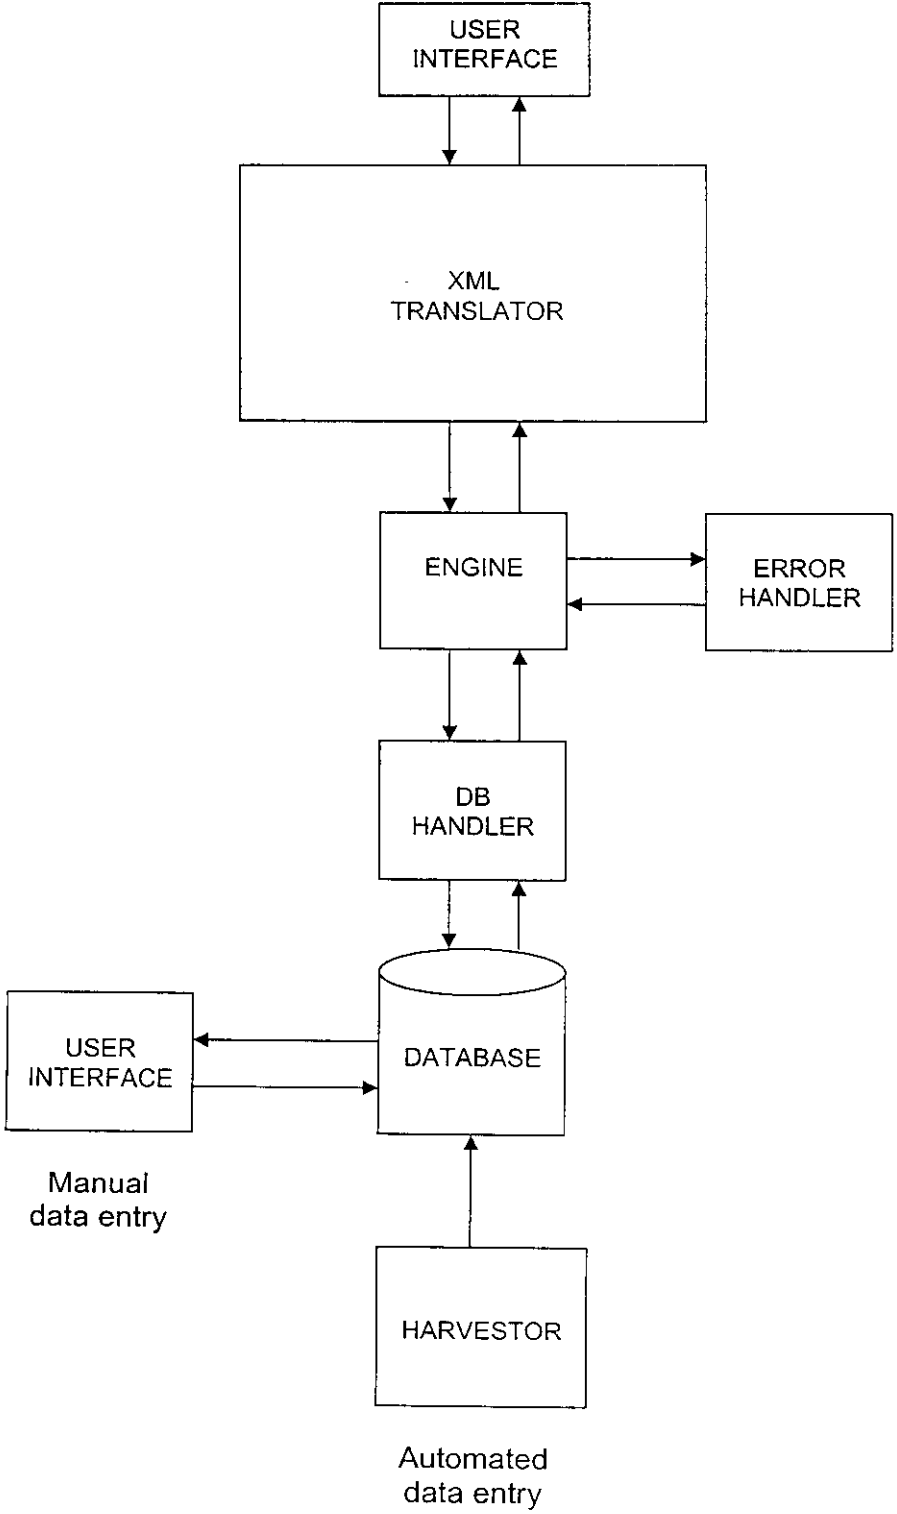 USER
INTERFACE
XML
TRANSLATOR
ENGINE
ERROR
HANDLER
DB
HANDLER
DATABASE
USER
INTERFACE
Manual
data entry
HARVESTOR
Automated
data entry